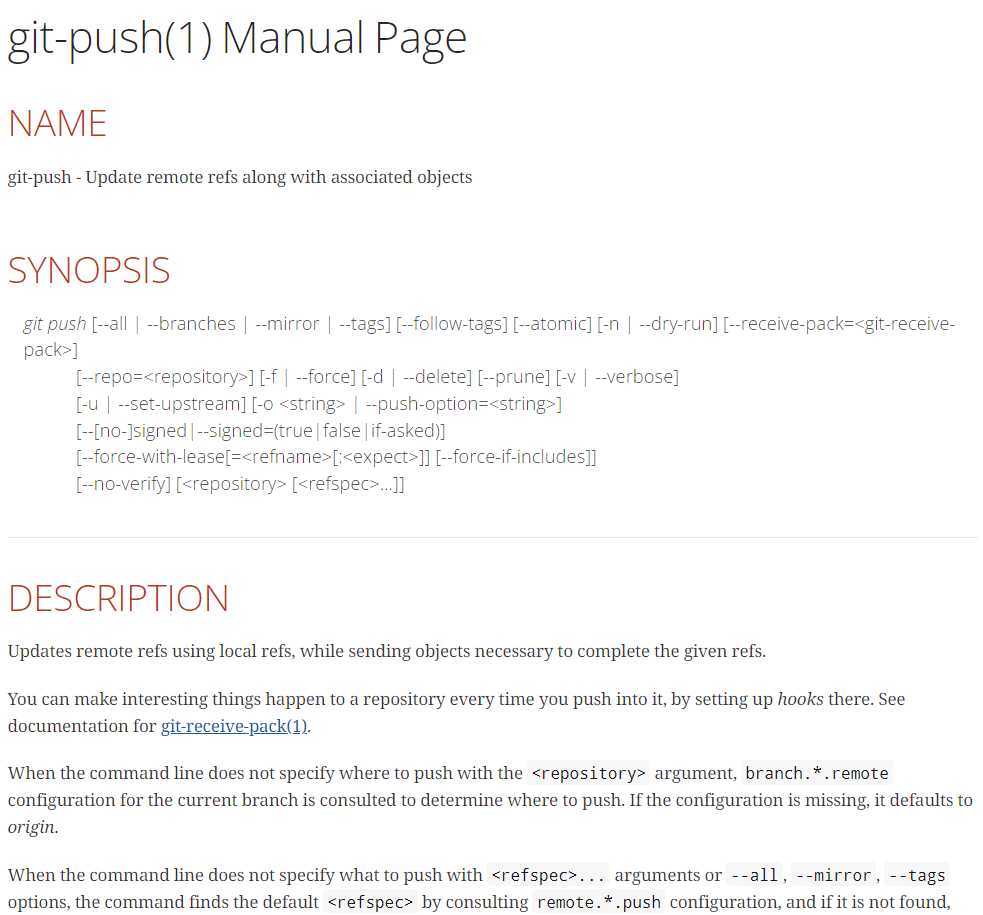 git-push(1) Manual Page
NAME
git-push - Update remote refs along with associated objects
SYNOPSIS
git push [--all | --branches | --mirror | --tags] [--follow-tags] [--atomic] [-n | --dry-run] [--receive-pack=<git-receive-
pack>]
[--repo=<repository>] [-f | --force] [-d | --delete] [--prune] [-v | --verbose]
[-u | --set-upstream] [-o <string> | --push-option=<string>]
[--[no-]signed|--signed=(true|false|if-asked)]
[--force-with-lease[=<refname>[:<expect>]] [--force-if-includes]]
[--no-verify] [<repository> [<refspec>...]]
DESCRIPTION
Updates remote refs using local refs, while sending objects necessary to complete the given refs.
You can make interesting things happen to a repository every time you push into it, by setting up hooks there. See
documentation for git-receive-pack(1).
When the command line does not specify where to push with the <repository> argument, branch.*.remote
configuration for the current branch is consulted to determine where to push. If the configuration is missing, it defaults to
origin.
When the command line does not specify what to push with <refspec>... arguments or --all, --mirror, --tags
options, the command finds the default <refspec> by consulting remote.*.push configuration, and if it is not found,